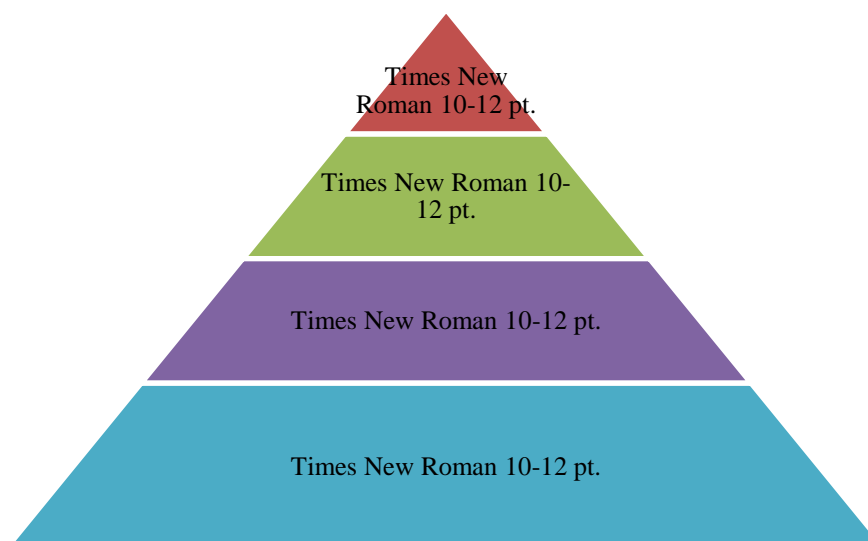 Times New
Roman 10-12 pt.
Times New Roman 10-
12 pt.
Times New Roman 10-12 pt.
Times New Roman 10-12 pt.